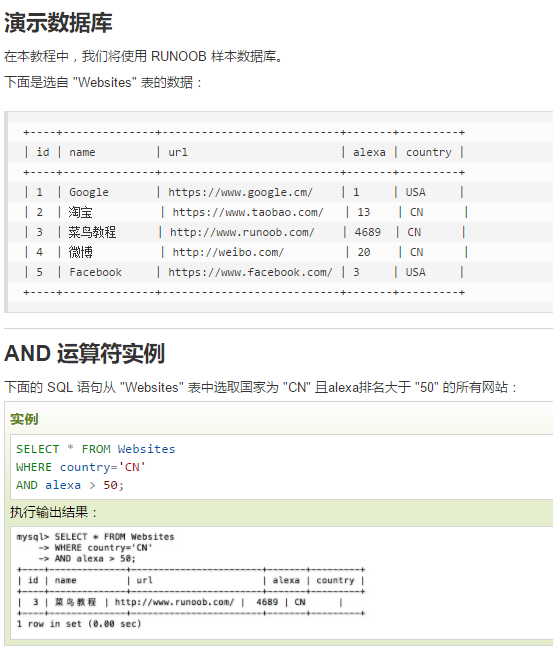 演示数据库
在本教程中，我们将使用 RUNOOB 样本数据库。
下面是选自 "Websites" 表的数据：
+----+--------------+---------------------------+-------+---------+
| id | name         | url                       | alexa | country |
+----+--------------+---------------------------+-------+---------+
| 1  | Google       | https://www.google.cm/    | 1     | USA     |
| 2  | 淘宝          | https://www.taobao.com/   | 13    | CN      |
| 3  | 菜鸟教程      | http://www.runoob.com/    | 4689  | CN      |
| 4  | 微博          | http://weibo.com/         | 20    | CN      |
| 5  | Facebook     | https://www.facebook.com/ | 3     | USA     |
+----+--------------+---------------------------+-------+---------+
AND 运算符实例
下面的 SQL 语句从 "Websites" 表中选取国家为 "CN" 且alexa排名大于 "50" 的所有网站：
实例
SELECT * FROM Websites
WHERE country='CN'
AND alexa > 50;
执行输出结果：
mysql> SELECT * FROM Websites
    -> WHERE country='CN'
    -> AND alexa > 50;
+----+--------------+------------------------+-------+---------+
| id | name         | url                    | alexa | country |
+----+--------------+------------------------+-------+---------+
|  3 | 菜鸟教程 | http://www.runoob.com/ |  4689 | CN      |
+----+--------------+------------------------+-------+---------+
1 row in set (0.00 sec)